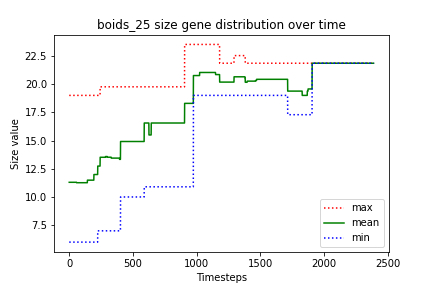 boids_25 size gene distribution over time
Size value
22.5
20.0
17.5
15.0
12.5
10.0
7.5
max
mean
min
0
500
1000
1500
2000
2500
Timesteps